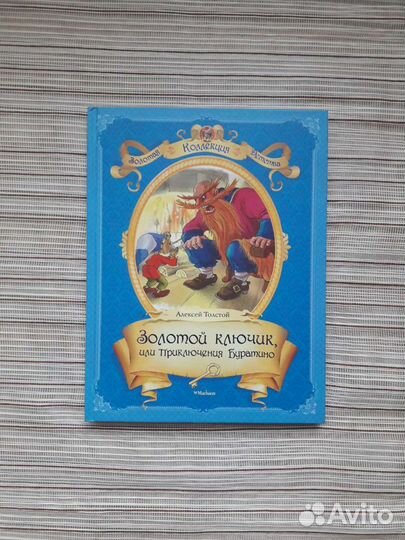 Золотая Коллекция Детства
Алексей Толстой
Золотой ключик,
или Приключения Буратино
Machaon
Avito